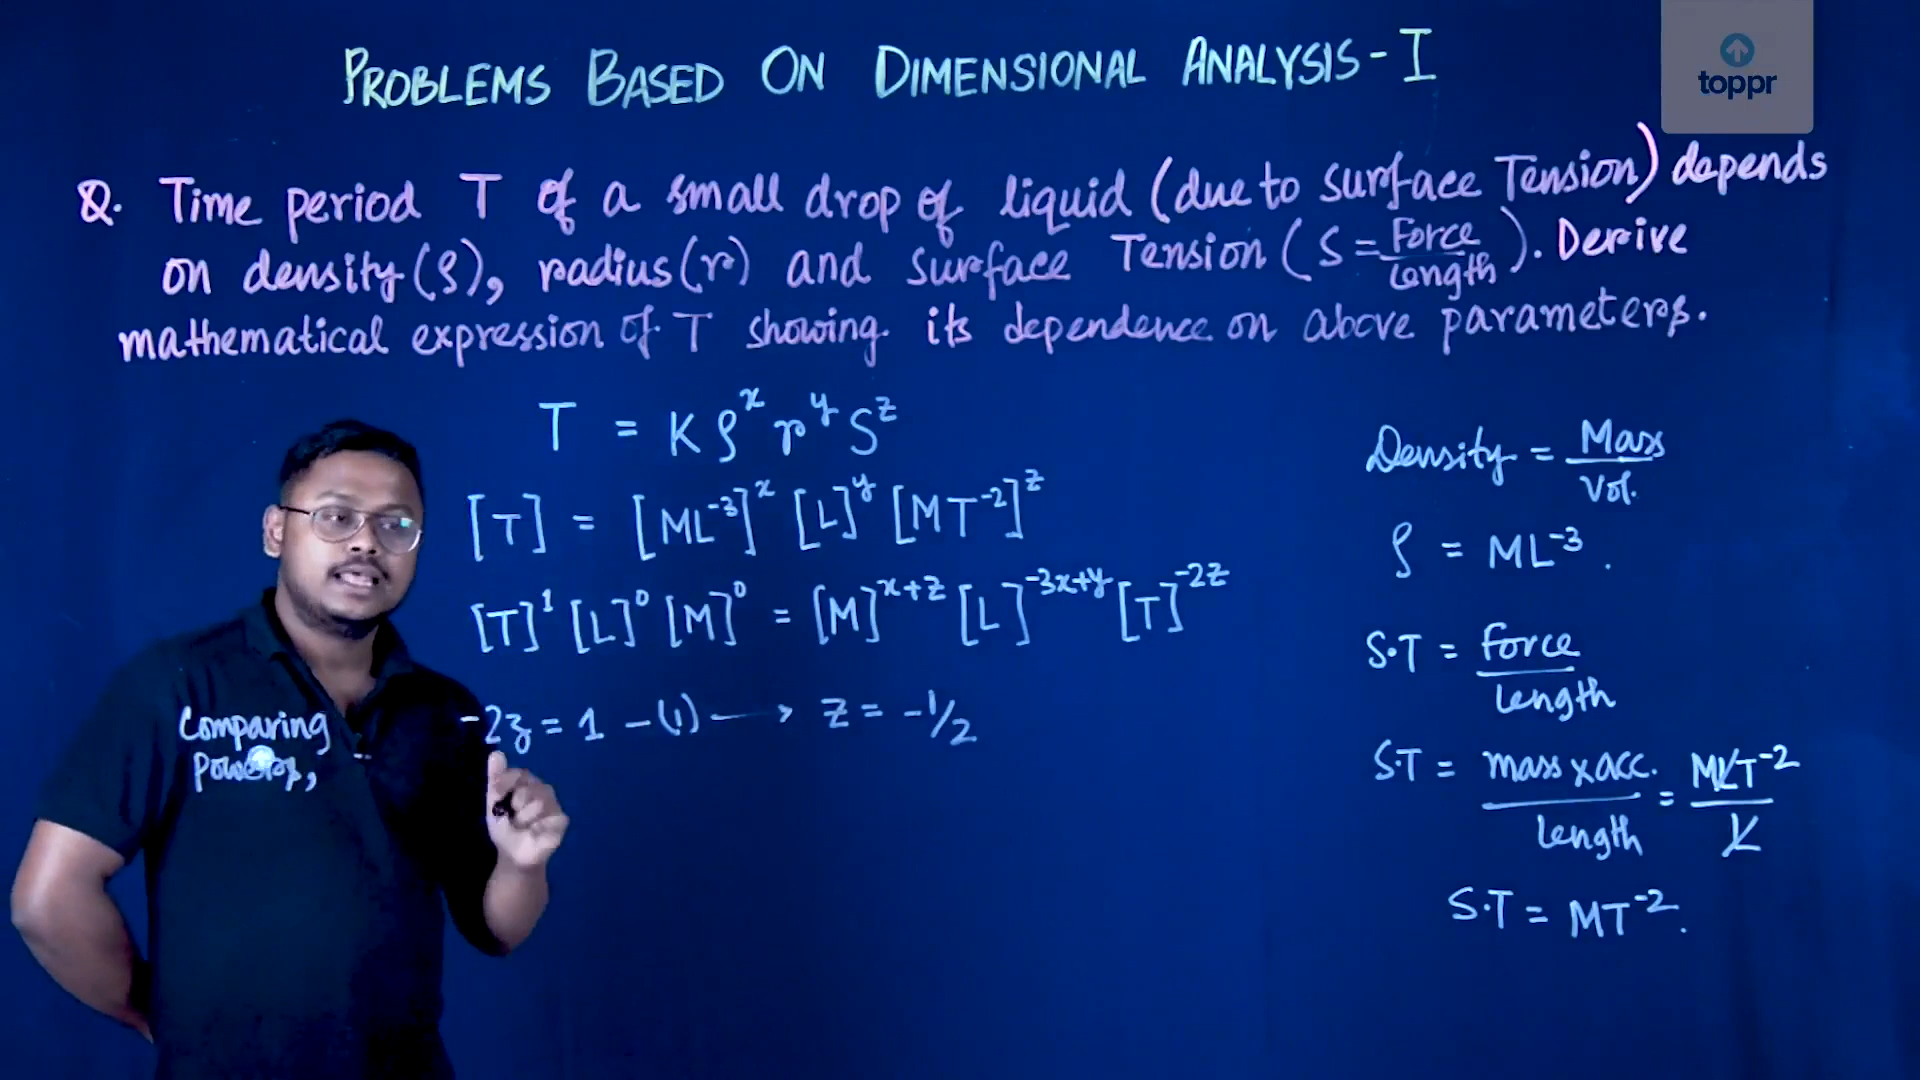 PROBLEMS BASED ON DIMENSIONAL ANALYSIS - I
toppr
Q. Time period T of a small drop of liquid (due to surface Tension) depends
on density (ρ), radius (r) and surface Tension (S = Force/Length). Derive
mathematical expression of T showing its dependence on above parameters.
T = K ρ^x r^y S^z
[T] = [ML^-3]^x [L]^y [MT^-2]^z
[T]^1 [L]^0 [M]^0 = [M]^x+z [L]^-3x+y [T]^-2z
Comparing
Powers,
-2z = 1 -(1) → z = -1/2
Density = Mass/Vol.
ρ = ML^-3.
S.T = force/Length
S.T = mass x acc./Length = MLT^-2/L
S.T = MT^-2.